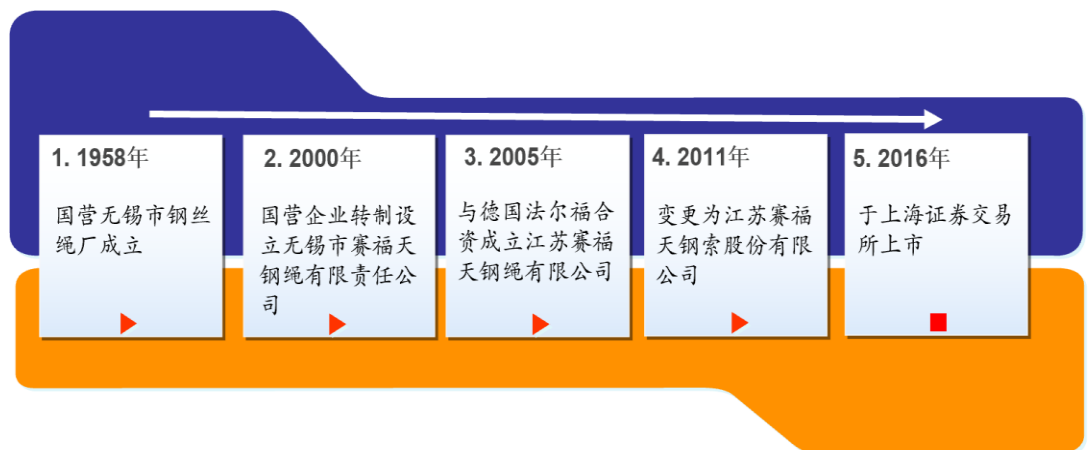 1. 1958年
国营无锡市钢丝
绳厂成立
2. 2000年
国营企业转制设
立无锡市赛福天
钢绳有限责任公
司
3. 2005年
与德国法尔福合
资成立江苏赛福
天钢绳有限公司
4. 2011年
变更为江苏赛福
天钢索股份有限
公司
5. 2016年
于上海证券交易
所上市